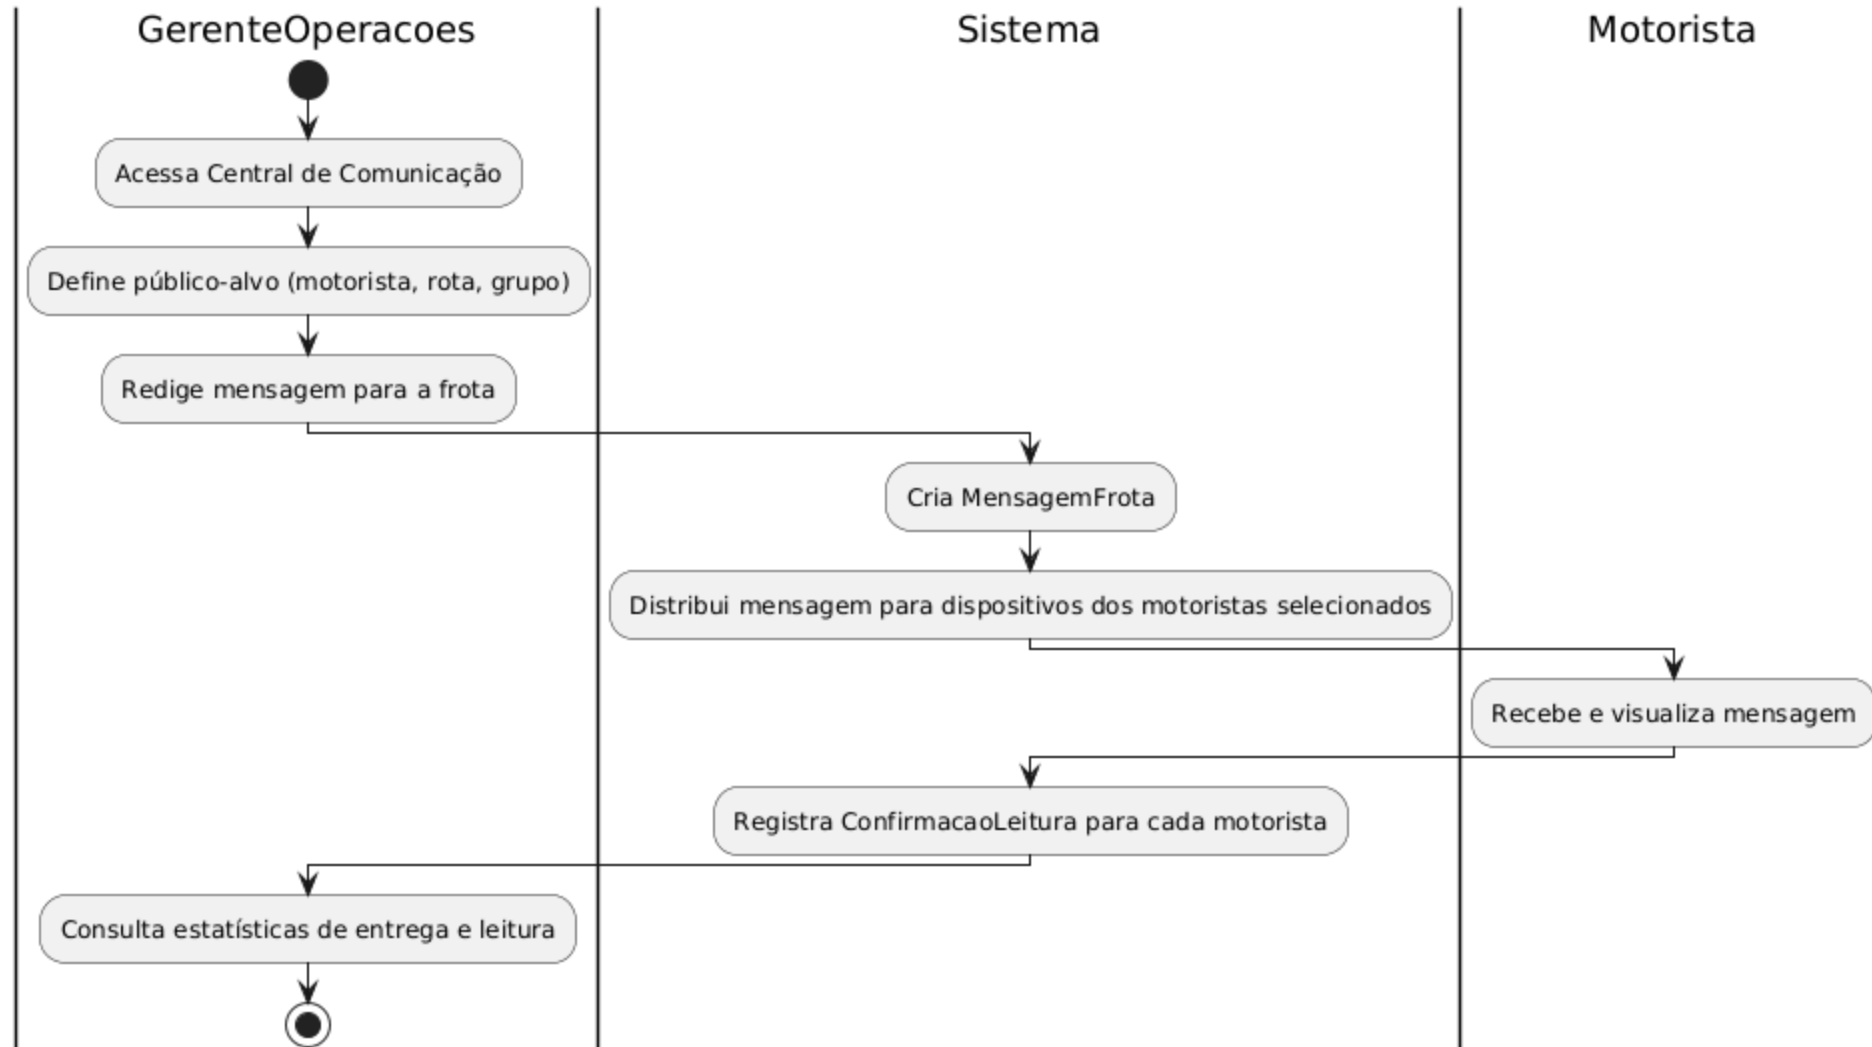 GerenteOperacoes
Sistema
Motorista
Acessa Central de Comunicação
Define público-alvo (motorista, rota, grupo)
Redige mensagem para a frota
Cria MensagemFrota
Distribui mensagem para dispositivos dos motoristas selecionados
Recebe e visualiza mensagem
Registra ConfirmacaoLeitura para cada motorista
Consulta estatísticas de entrega e leitura